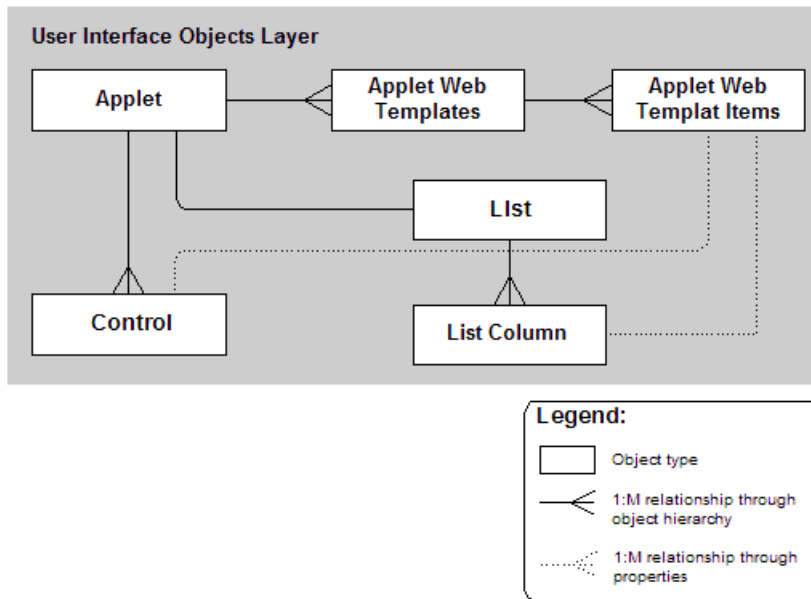 User Interface Objects Layer
Applet
Applet Web
Templates
Applet Web
Templat Items
LIst
Control
List Column
Legend:
Object type
1:M relationship through
object hierarchy
1:M relationship through
properties